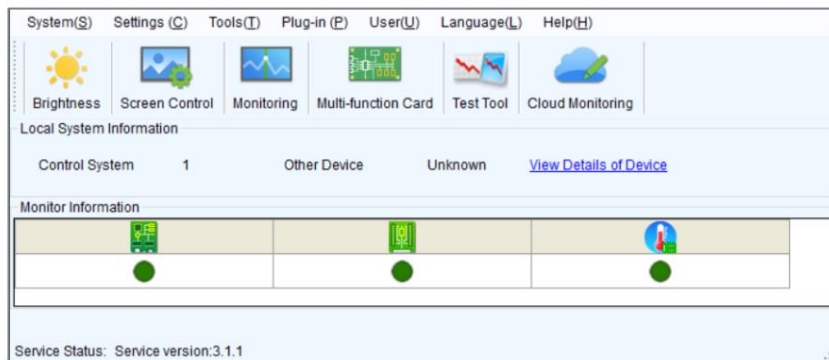 System(S) Settings (C) Tools(T) Plug-in (P) User(U) Language(L) Help(H)
Brightness Screen Control Monitoring Multi-function Card Test Tool Cloud Monitoring
Local System Information
Control System 1 Other Device Unknown View Details of Device
Monitor Information
Service Status: Service version:3.1.1